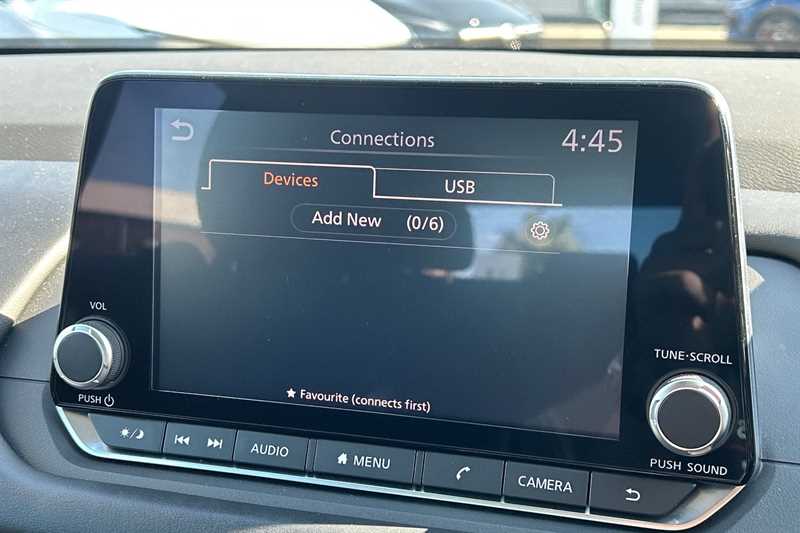 Connections
4:45
Devices
USB
Add New (0/6)
Favourite (connects first)
VOL
PUSH
TUNE·SCROLL
PUSH SOUND
AUDIO
MENU
CAMERA